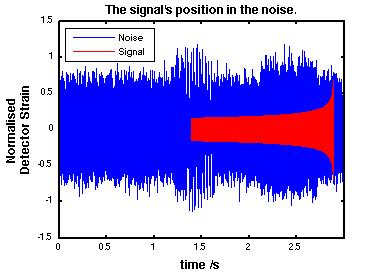 The signal's position in the noise.
Noise
Signal
Normalised
Detector Strain
1.5
1
0.5
0
-0.5
-1
-1.5
0 0.5 1 1.5 2 2.5
time /s